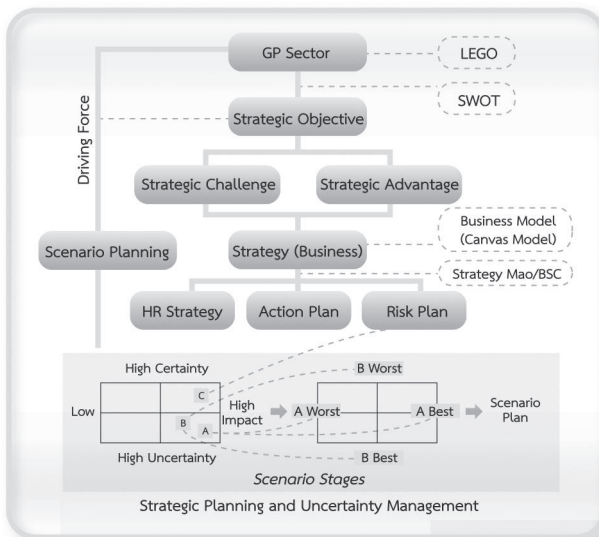 GP Sector
LEGO
SWOT
Driving Force
Strategic Objective
Strategic Challenge
Strategic Advantage
Scenario Planning
Strategy (Business)
Business Model
(Canvas Model)
Strategy Mao/BSC
HR Strategy
Action Plan
Risk Plan
High Certainty
B Worst
Low
C
B
A
High
Impact
A Worst
A Best
Scenario
Plan
High Uncertainty
B Best
Scenario Stages
Strategic Planning and Uncertainty Management